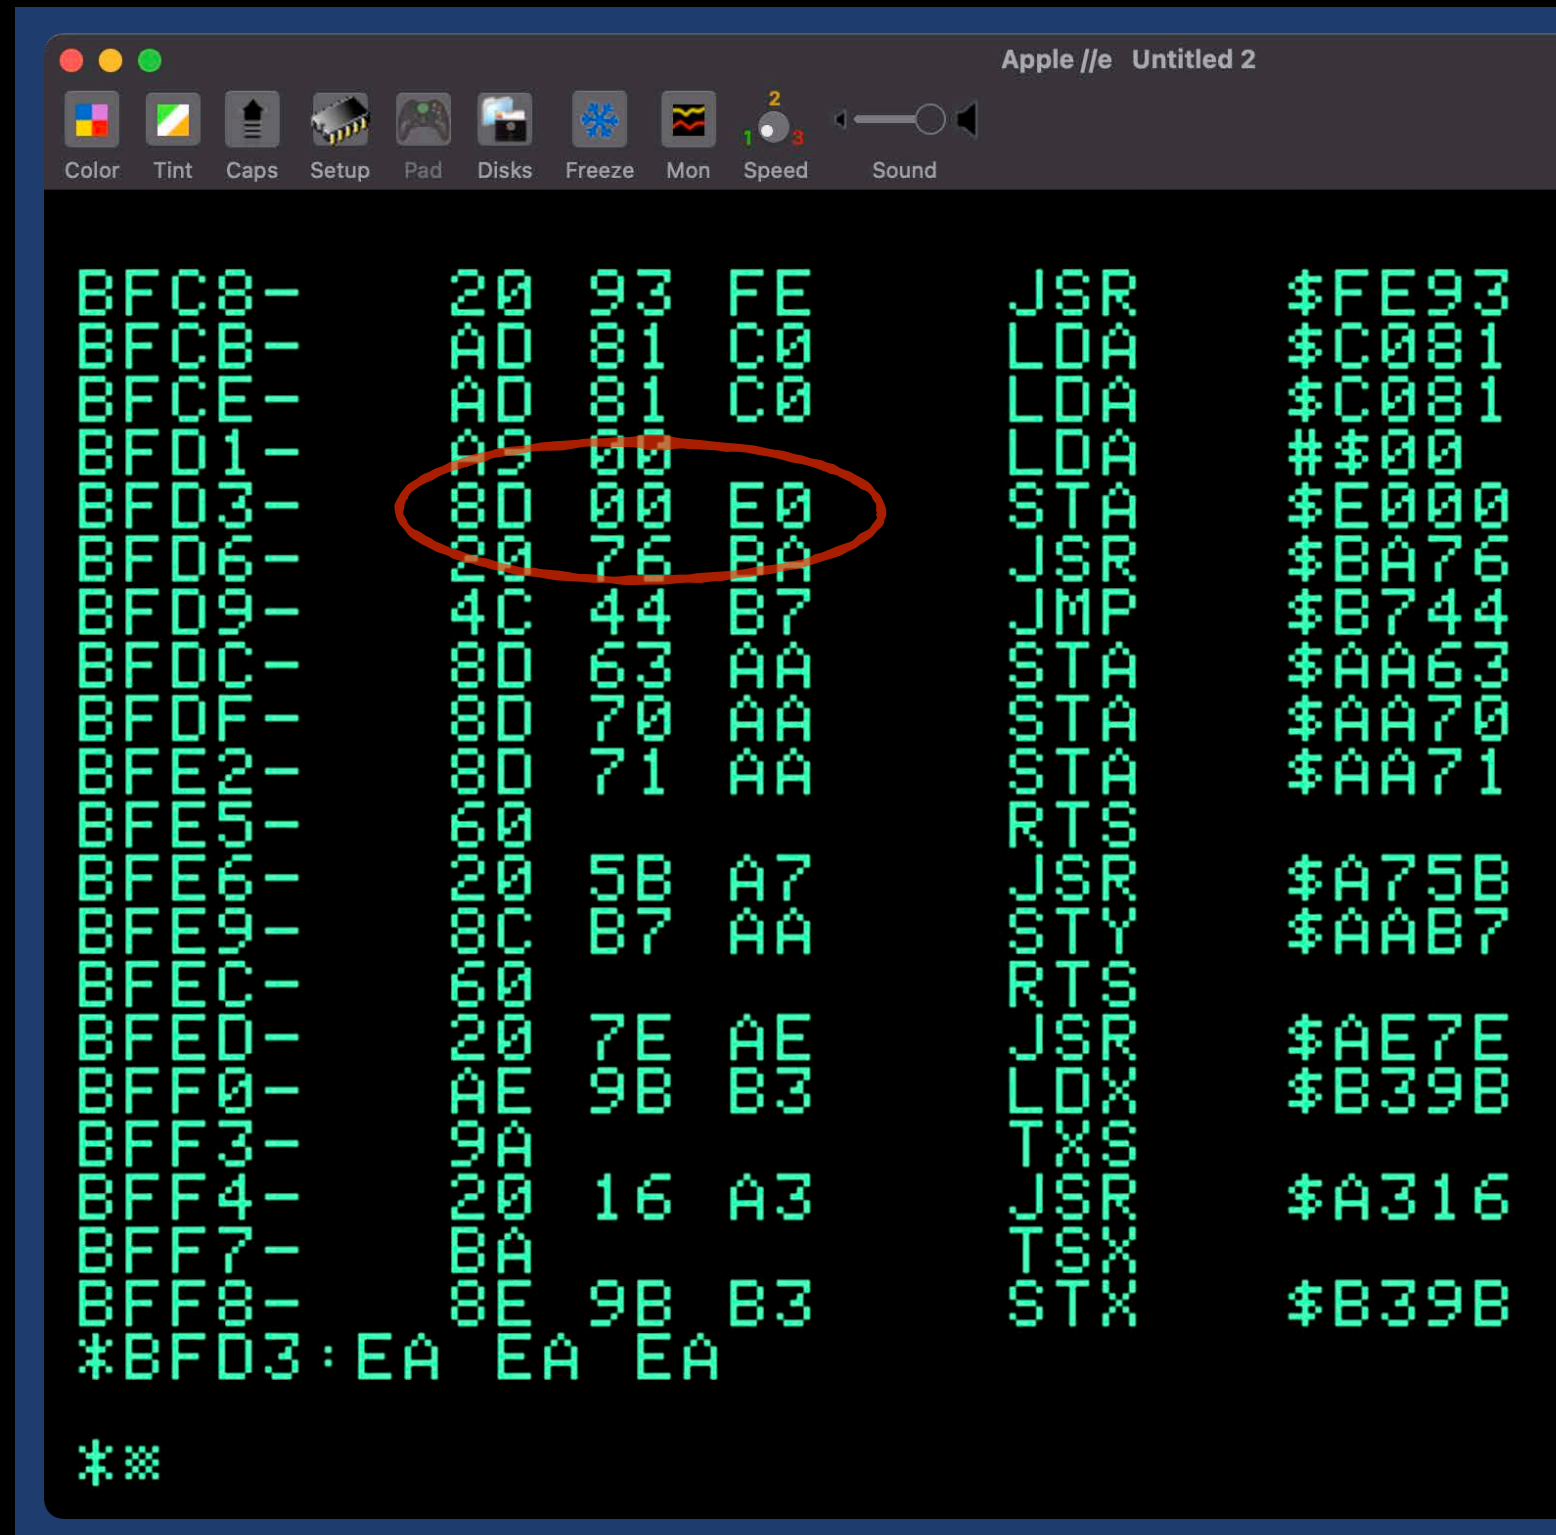 Apple //e Untitled 2
2
1 3
Color Tint Caps Setup Pad Disks Freeze Mon Speed Sound
BFC8- 20 93 FE JSR $FE93
BFCB- AD 81 C0 LDA $C081
BFCE- AD 81 C0 LDA $C081
BFD1- A9 00 LDA #$00
BFD3- 8D 00 E0 STA $E000
BFD6- 20 76 BA JSR $BA76
BFD9- 4C 44 B7 JMP $B744
BFDC- 8D 63 AA STA $AA63
BFDF- 8D 70 AA STA $AA70
BFE2- 8D 71 AA STA $AA71
BFE5- 60 RTS
BFE6- 20 5B A7 JSR $A75B
BFE9- 8C B7 AA STY $AAB7
BFEC- 60 RTS
BFED- 20 7E AE JSR $AE7E
BFF0- AE 9B B3 LDX $B39B
BFF3- 9A TXS
BFF4- 20 16 A3 JSR $A316
BFF7- BA TSX
BFF8- 8E 9B B3 STX $B39B
*BFD3:EA EA EA
*